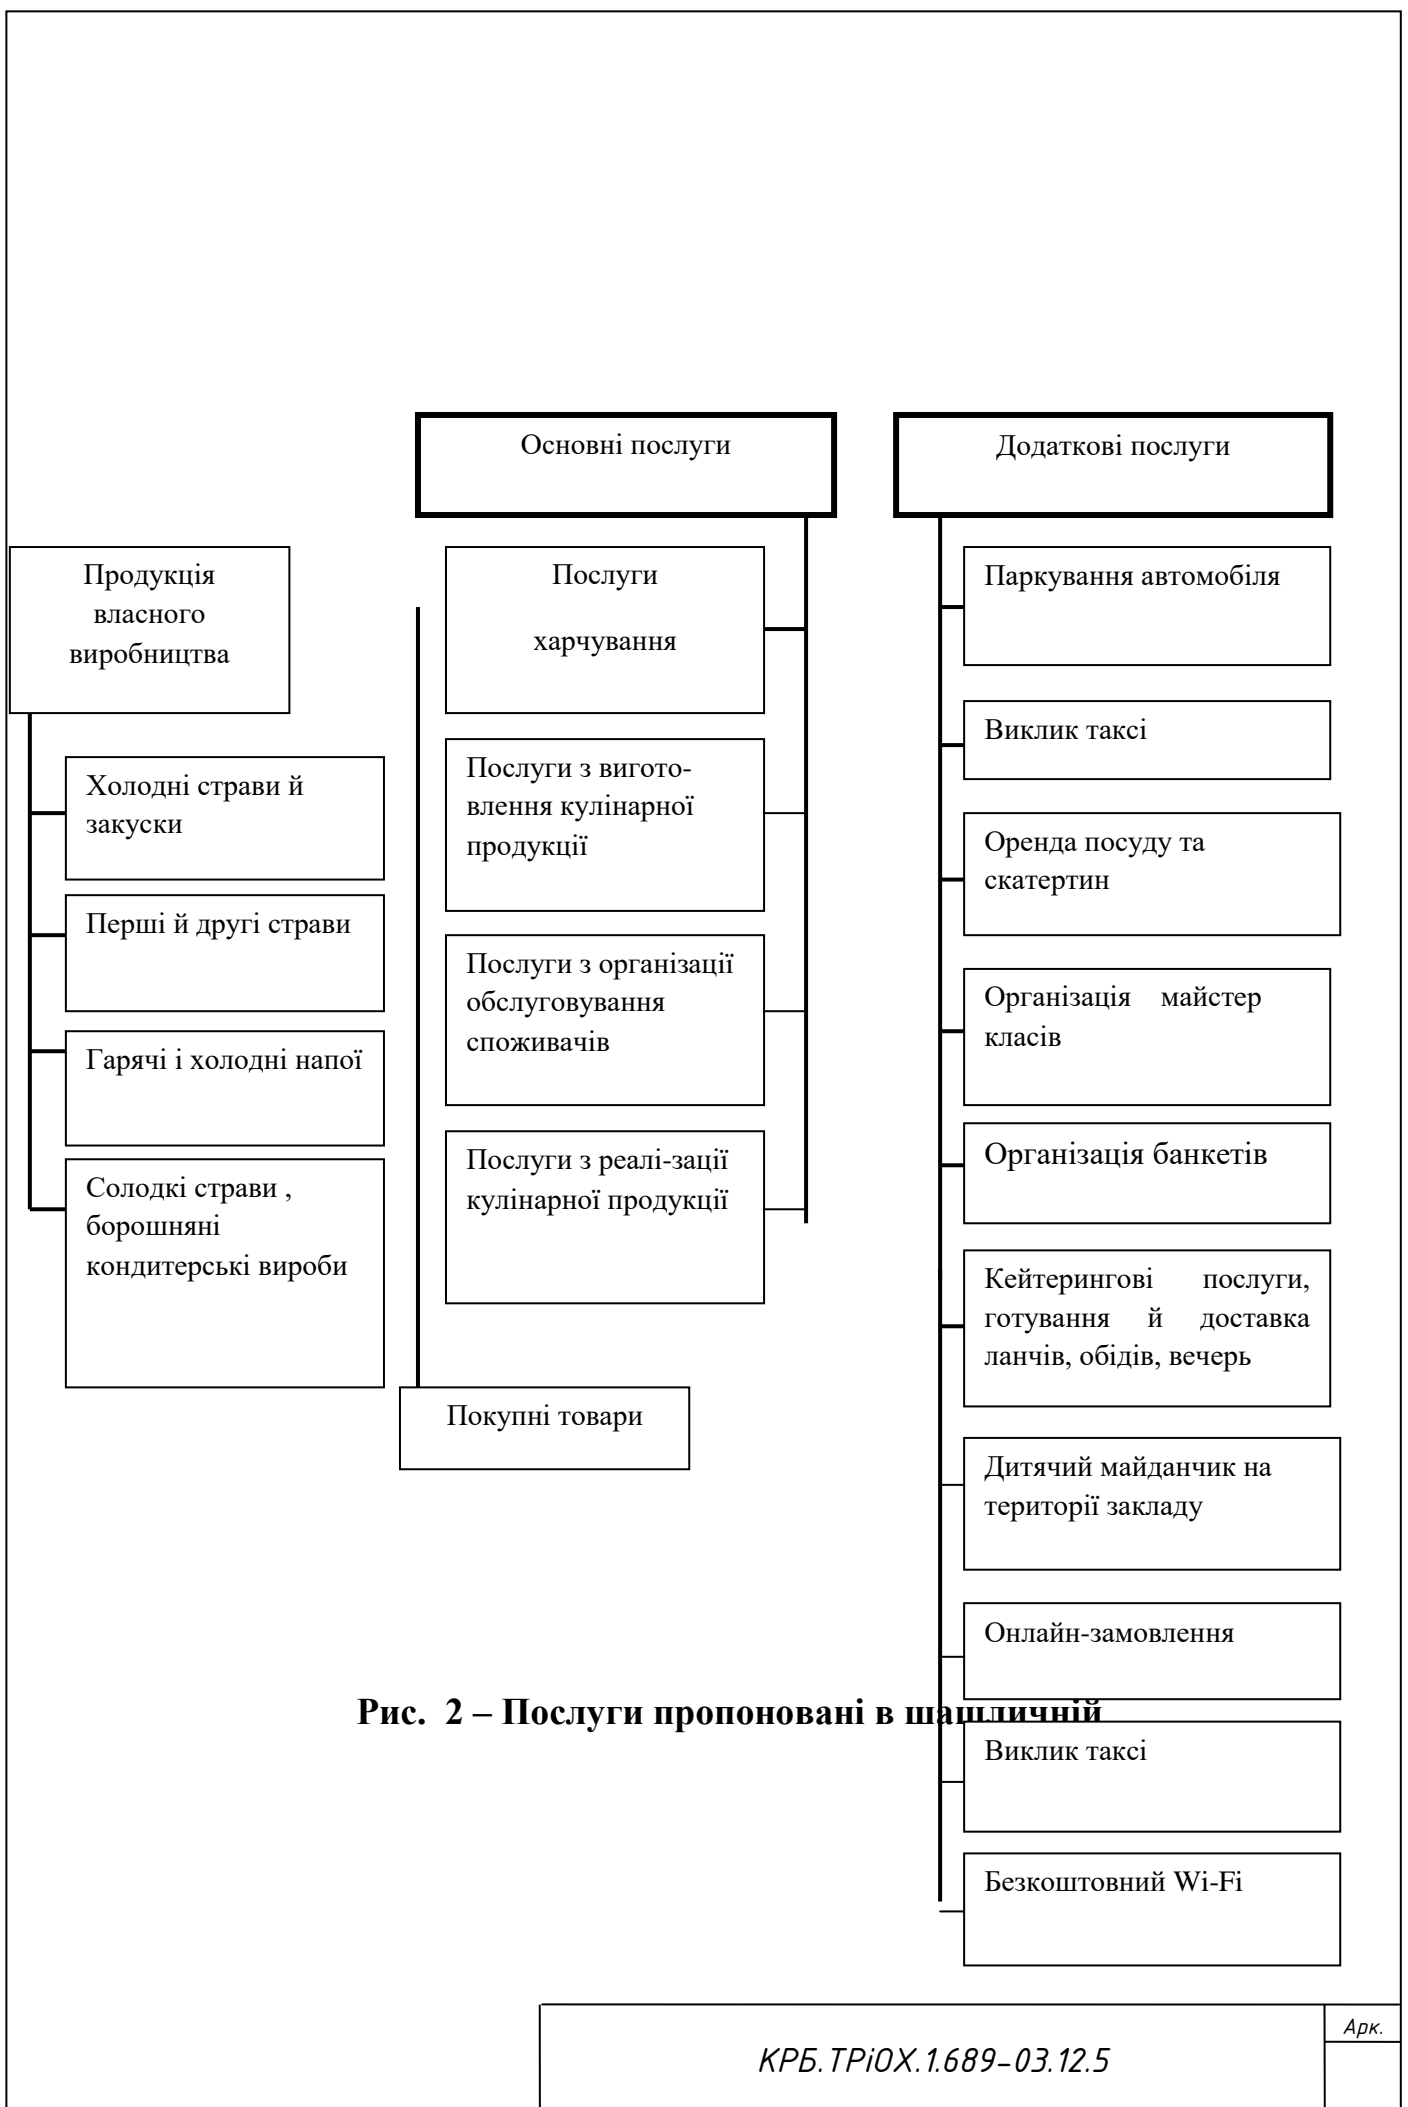 Основні послуги
Додаткові послуги
Продукція
власного
виробництва
Холодні страви й
закуски
Перші й другі страви
Гарячі і холодні напої
Солодкі страви ,
борошняні
кондитерські вироби
Послуги
харчування
Послуги з вигото-
влення кулінарної
продукції
Послуги з організації
обслуговування
споживачів
Послуги з реалі-зації
кулінарної продукції
Покупні товари
Паркування автомобіля
Виклик таксі
Оренда посуду та
скатертин
Організація майстер
класів
Організація банкетів
Кейтерингові послуги,
готування й доставка
ланчів, обідів, вечерь
Дитячий майданчик на
території закладу
Онлайн-замовлення
Рис. 2 – Послуги пропоновані в шашличній
Виклик таксі
Безкоштовний Wi-Fi
КРБ.ТРіОХ.1.689-03.12.5
Арк.